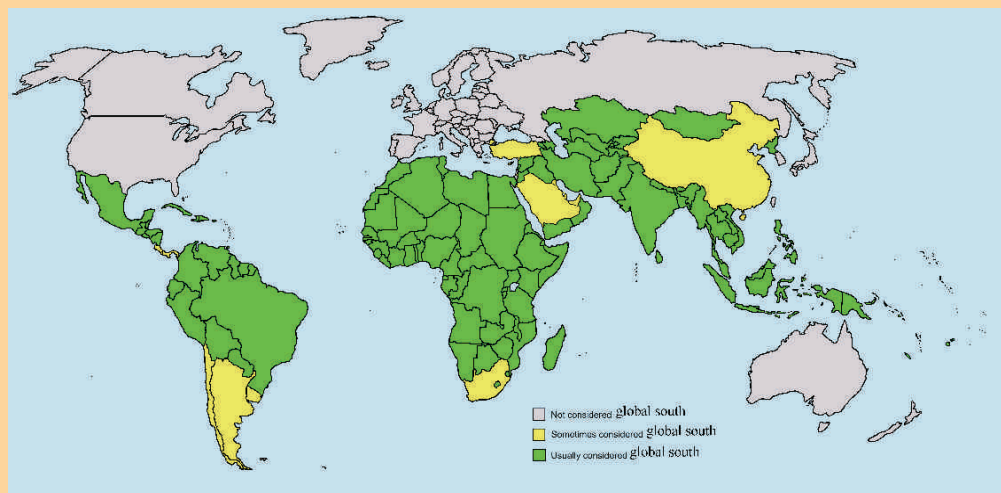 Not considered global south
Sometimes considered global south
Usually considered global south